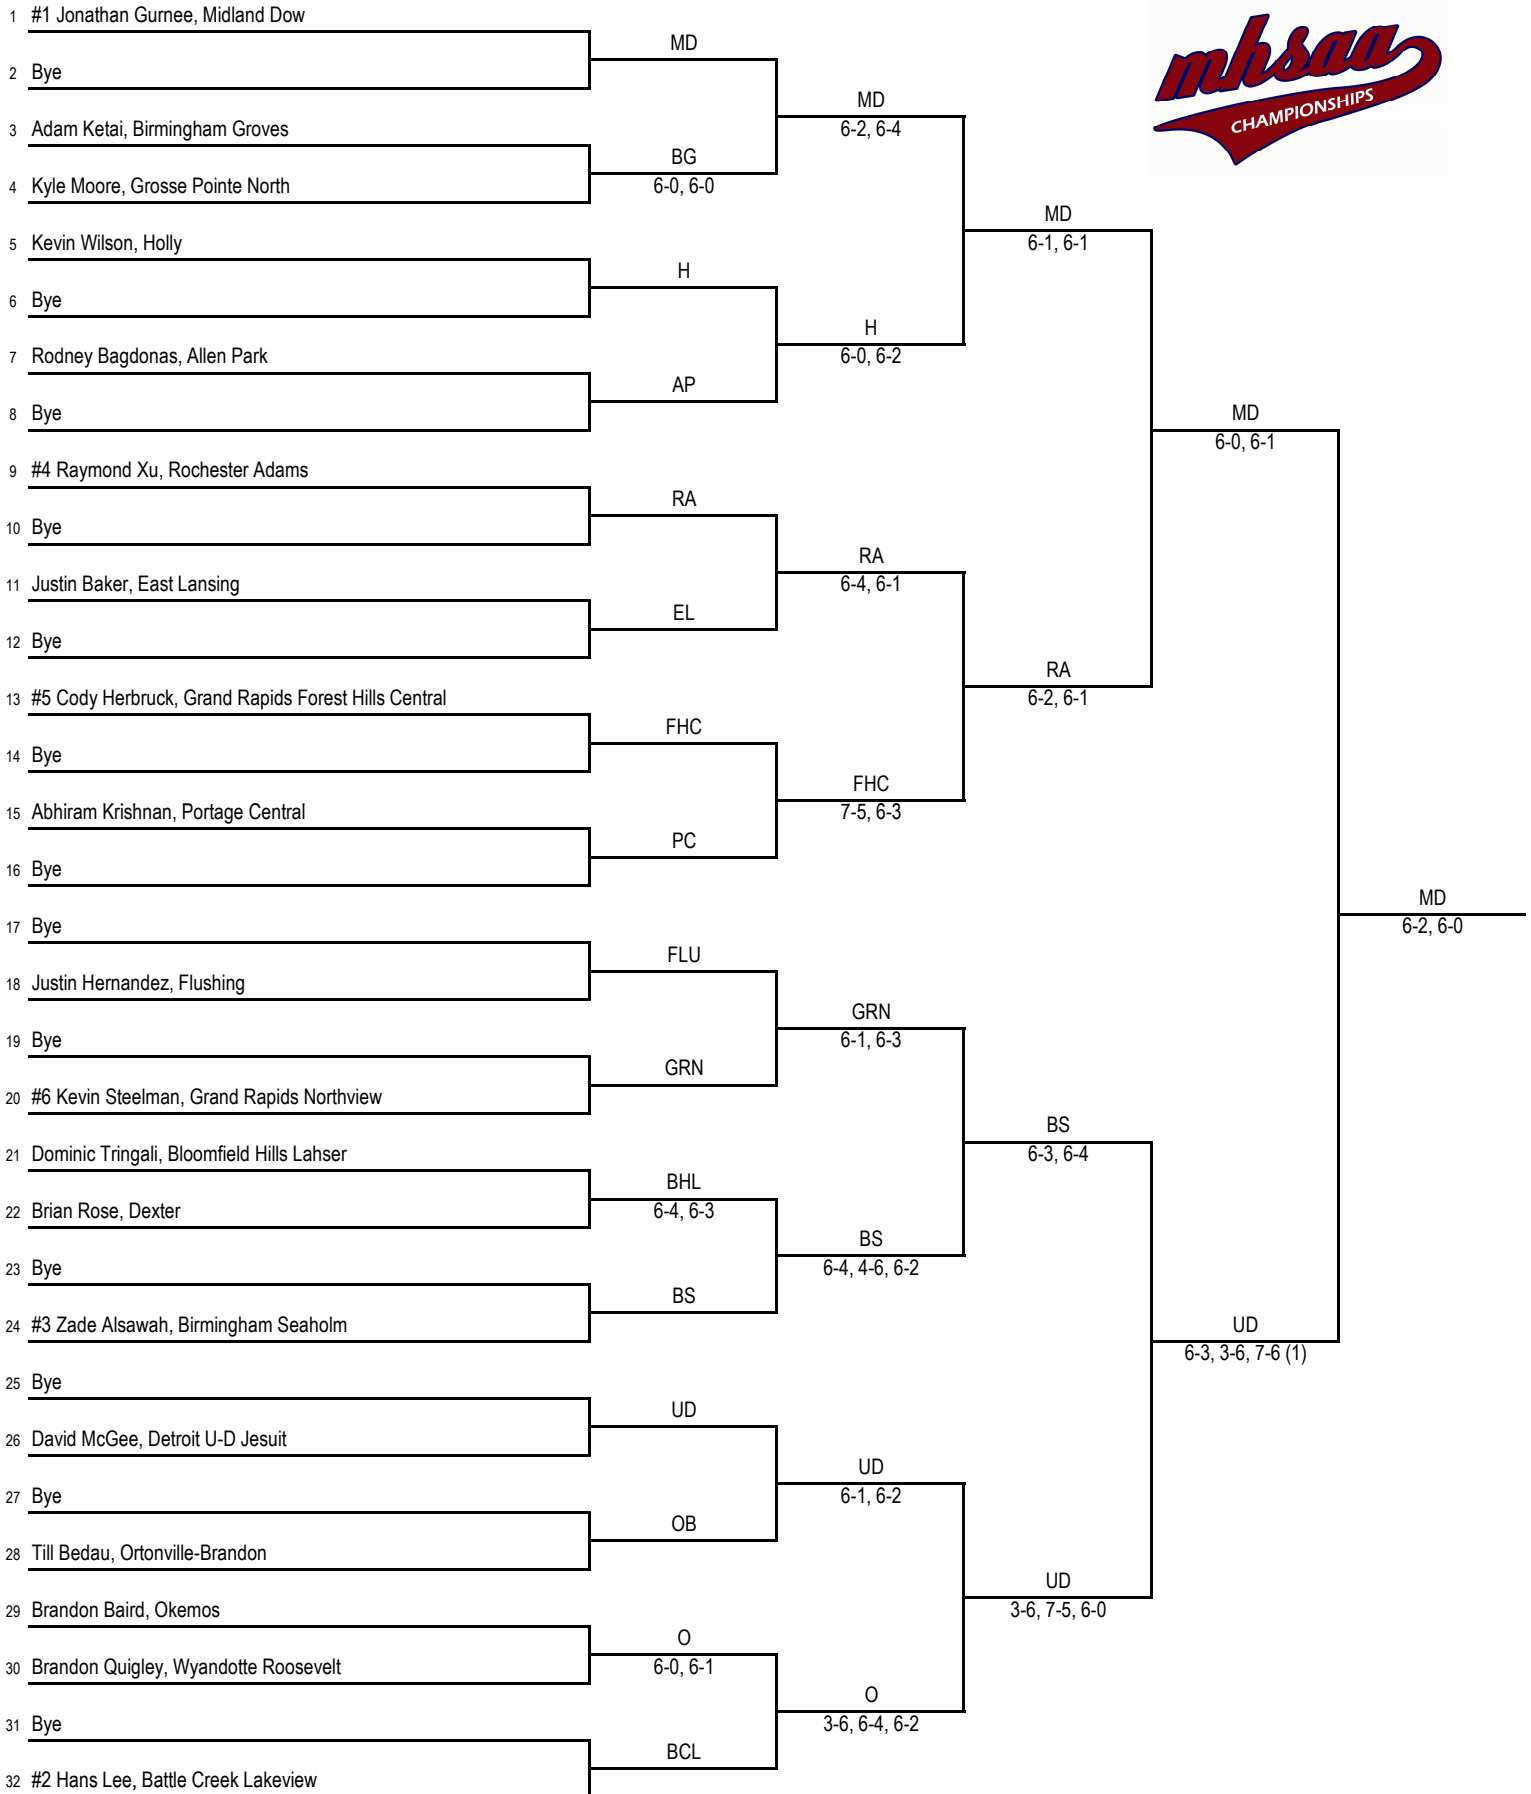 1 #1 Jonathan Gurnee, Midland Dow
2 Bye
3 Adam Ketai, Birmingham Groves
4 Kyle Moore, Grosse Pointe North
5 Kevin Wilson, Holly
6 Bye
7 Rodney Bagdonas, Allen Park
8 Bye
9 #4 Raymond Xu, Rochester Adams
10 Bye
11 Justin Baker, East Lansing
12 Bye
13 #5 Cody Herbruck, Grand Rapids Forest Hills Central
14 Bye
15 Abhiram Krishnan, Portage Central
16 Bye
17 Bye
18 Justin Hernandez, Flushing
19 Bye
20 #6 Kevin Steelman, Grand Rapids Northview
21 Dominic Tringali, Bloomfield Hills Lahser
22 Brian Rose, Dexter
23 Bye
24 #3 Zade Alsawah, Birmingham Seaholm
25 Bye
26 David McGee, Detroit U-D Jesuit
27 Bye
28 Till Bedau, Ortonville-Brandon
29 Brandon Baird, Okemos
30 Brandon Quigley, Wyandotte Roosevelt
31 Bye
32 #2 Hans Lee, Battle Creek Lakeview
MD
BG
6-0, 6-0
H
AP
RA
EL
FHC
PC
FLU
GRN
BHL
6-4, 6-3
BS
UD
OB
O
6-0, 6-1
BCL
MD
6-2, 6-4
H
6-0, 6-2
RA
6-4, 6-1
FHC
7-5, 6-3
GRN
6-1, 6-3
BS
6-4, 4-6, 6-2
UD
6-1, 6-2
O
3-6, 6-4, 6-2
MD
6-1, 6-1
RA
6-2, 6-1
BS
6-3, 6-4
UD
3-6, 7-5, 6-0
MD
6-0, 6-1
UD
6-3, 3-6, 7-6 (1)
MD
6-2, 6-0
mhsaa
CHAMPIONSHIPS